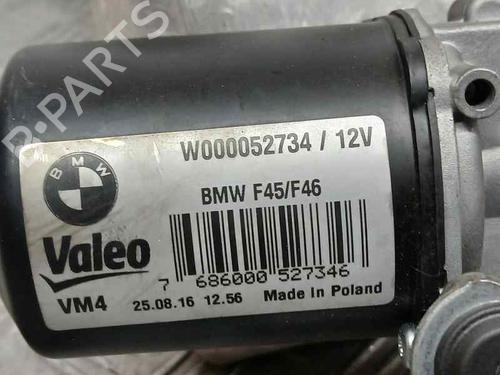 B-PARTS
W000052734 / 12V
BMW
BMW F45/F46
Valeo
7 686000 527346
VM4 25.08.16 12.56 Made in Poland